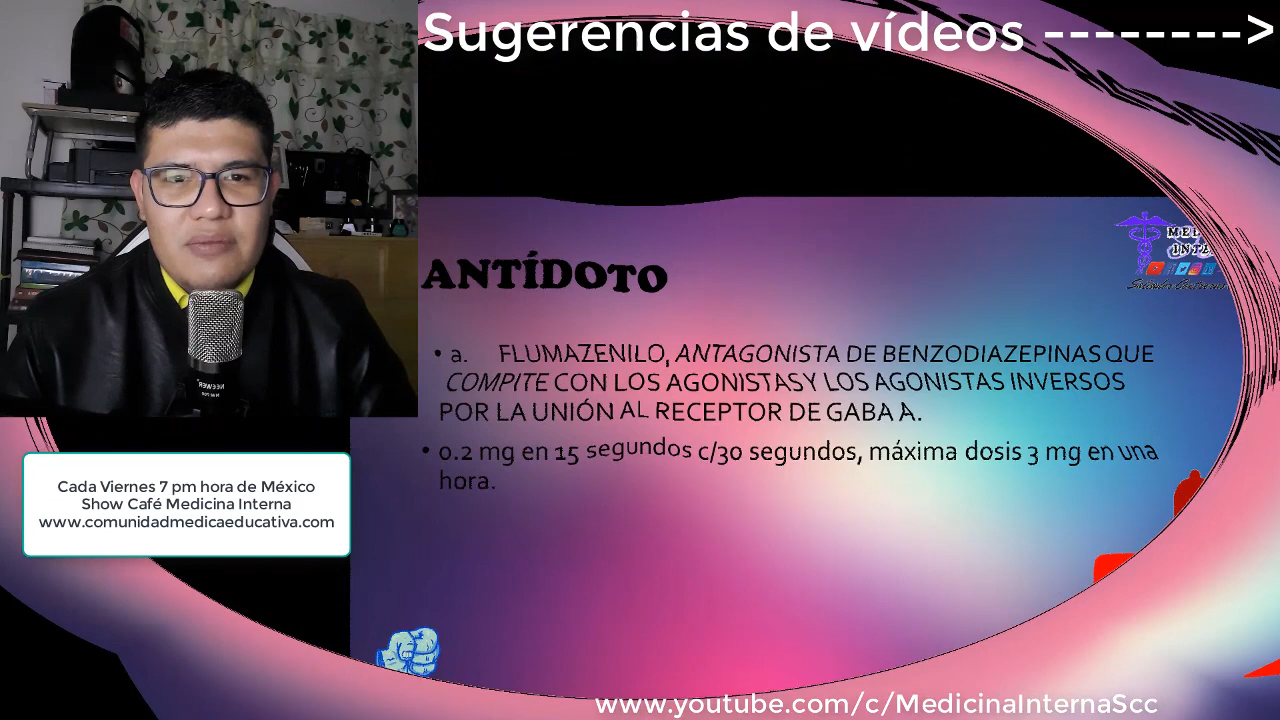 Sugerencias de vídeos -------->
ANTÍDOTO
• a. FLUMAZENILO, ANTAGONISTA DE BENZODIAZEPINAS QUE
COMPITE CON LOS AGONISTAS Y LOS AGONISTAS INVERSOS
POR LA UNIÓN AL RECEPTOR DE GABA A.
• 0.2 mg en 15 segundos c/30 segundos, máxima dosis 3 mg en una
hora.
Cada Viernes 7 pm hora de México
Show Café Medicina Interna
www.comunidadmedicaeducativa.com
www.youtube.com/c/MedicinaInternaScc
NEEWER